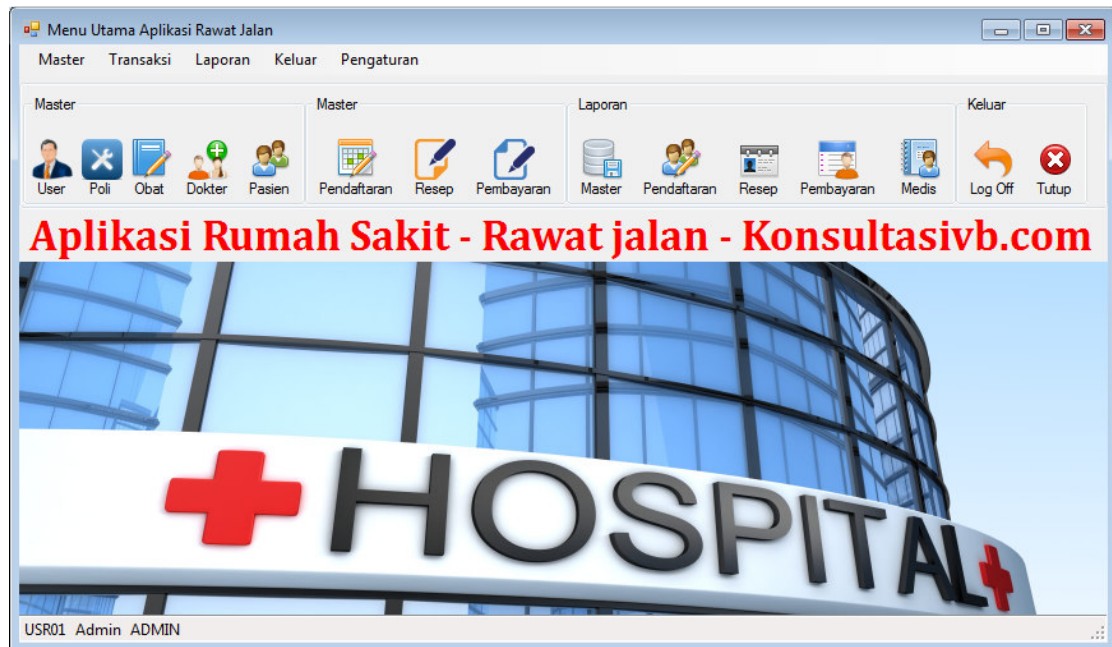 Menu Utama Aplikasi Rawat Jalan
Master Transaksi Laporan Keluar Pengaturan
Master Master Laporan Keluar
User Poli Obat Dokter Pasien Pendaftaran Resep Pembayaran Master Pendaftaran Resep Pembayaran Medis Log Off Tutup
Aplikasi Rumah Sakit - Rawat jalan - Konsultasivb.com
HOSPITAL
USR01 Admin ADMIN